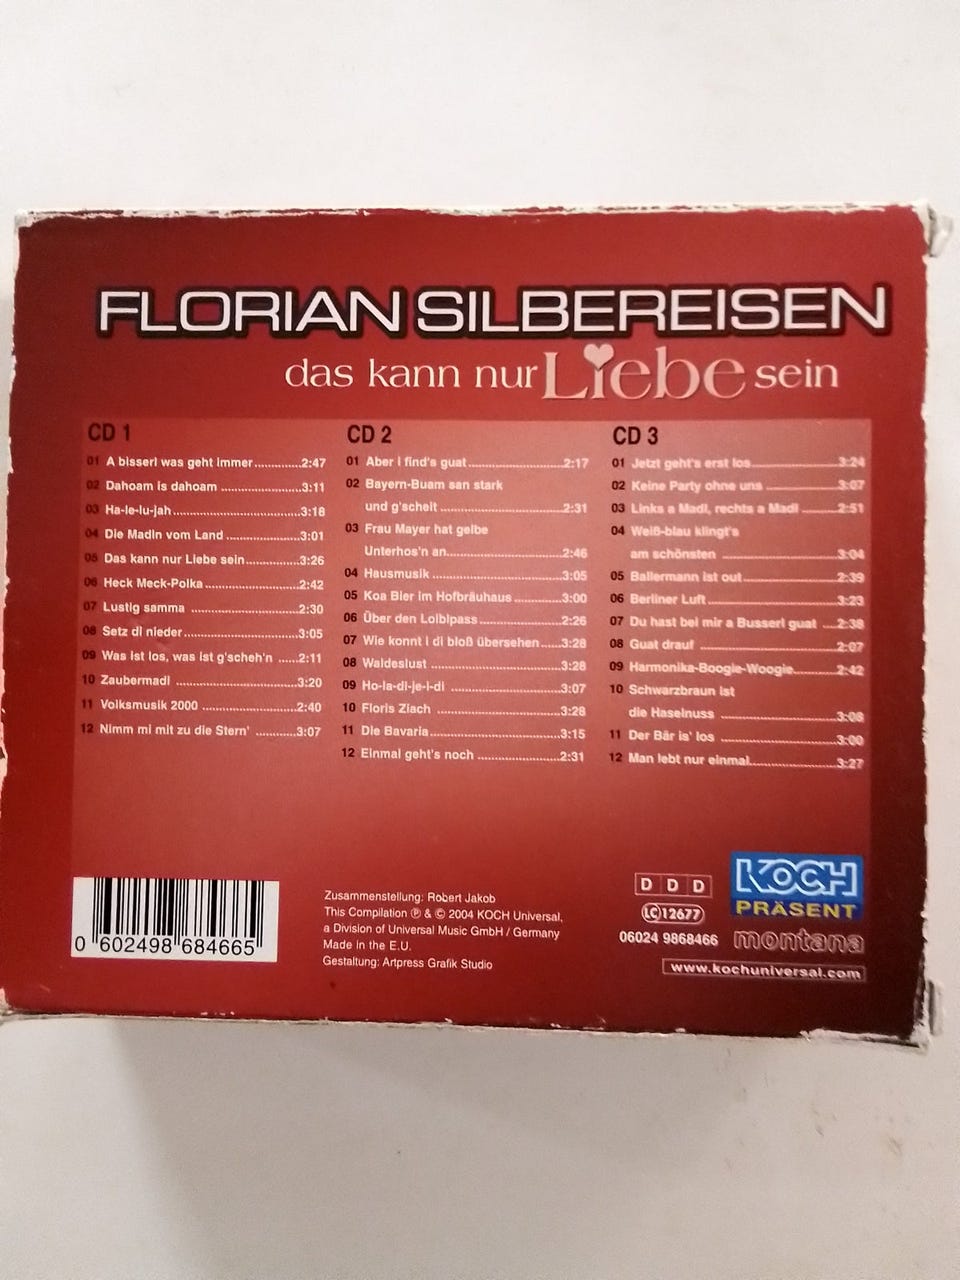 FLORIAN SILBEREISEN
das kann nur Liebe sein
CD 1
01 A bisserl was geht immer..............2:47
02 Dahoam is dahoam ........................3:11
03 Ha-le-lu-jah......................................3:18
04 Die Madln vom Land .......................3:01
05 Das kann nur Liebe sein................3:26
06 Heck Meck-Polka............................2:42
07 Lustig samma ................................2:30
08 Setz di nieder..................................3:05
09 Was ist los, was ist g'scheh'n ......2:11
10 Zaubermadl .....................................3:20
11 Volksmusik 2000 ............................2:40
12 Nimm mi mit zu die Stern' ............3:07
CD 2
01 Aber i find's guat.............................2:17
02 Bayern-Buam san stark
und g'scheit .....................................2:31
03 Frau Mayer hat gelbe
Unterhos'n an...................................2:46
04 Hausmusik ......................................3:05
05 Koa Bier im Hofbräuhaus...............3:00
06 Über den Loiblpass.........................2:26
07 Wie konnt i di bloß übersehen......3:28
08 Waldeslust .......................................3:28
09 Ho-la-di-je-i-di .................................3:07
10 Floris Ziach ......................................3:28
11 Die Bavaria.......................................3:15
12 Einmal geht's noch .........................2:31
CD 3
01 Jetzt geht's erst los.........................3:24
02 Keine Party ohne uns .....................3:07
03 Links a Madl, rechts a Madl ...........2:51
04 Weiß-blau klingt's
am schönsten ..................................3:04
05 Ballermann ist out...........................2:39
06 Berliner Luft.....................................3:23
07 Du hast bei mir a Busserl guat .....2:38
08 Guat drauf ........................................2:07
09 Harmonika-Boogie-Woogie............2:42
10 Schwarzbraun ist
die Haselnuss ..................................3:08
11 Der Bär is' los ..................................3:00
12 Man lebt nur einmal.........................3:27
0 602498 684665
Zusammenstellung: Robert Jakob
This Compilation ℗ & © 2004 KOCH Universal,
a Division of Universal Music GmbH / Germany
Made in the E.U.
Gestaltung: Artpress Grafik Studio
D D D
LC 12677
06024 9868466
KOCH
PRÄSENT
montana
www.kochuniversal.com